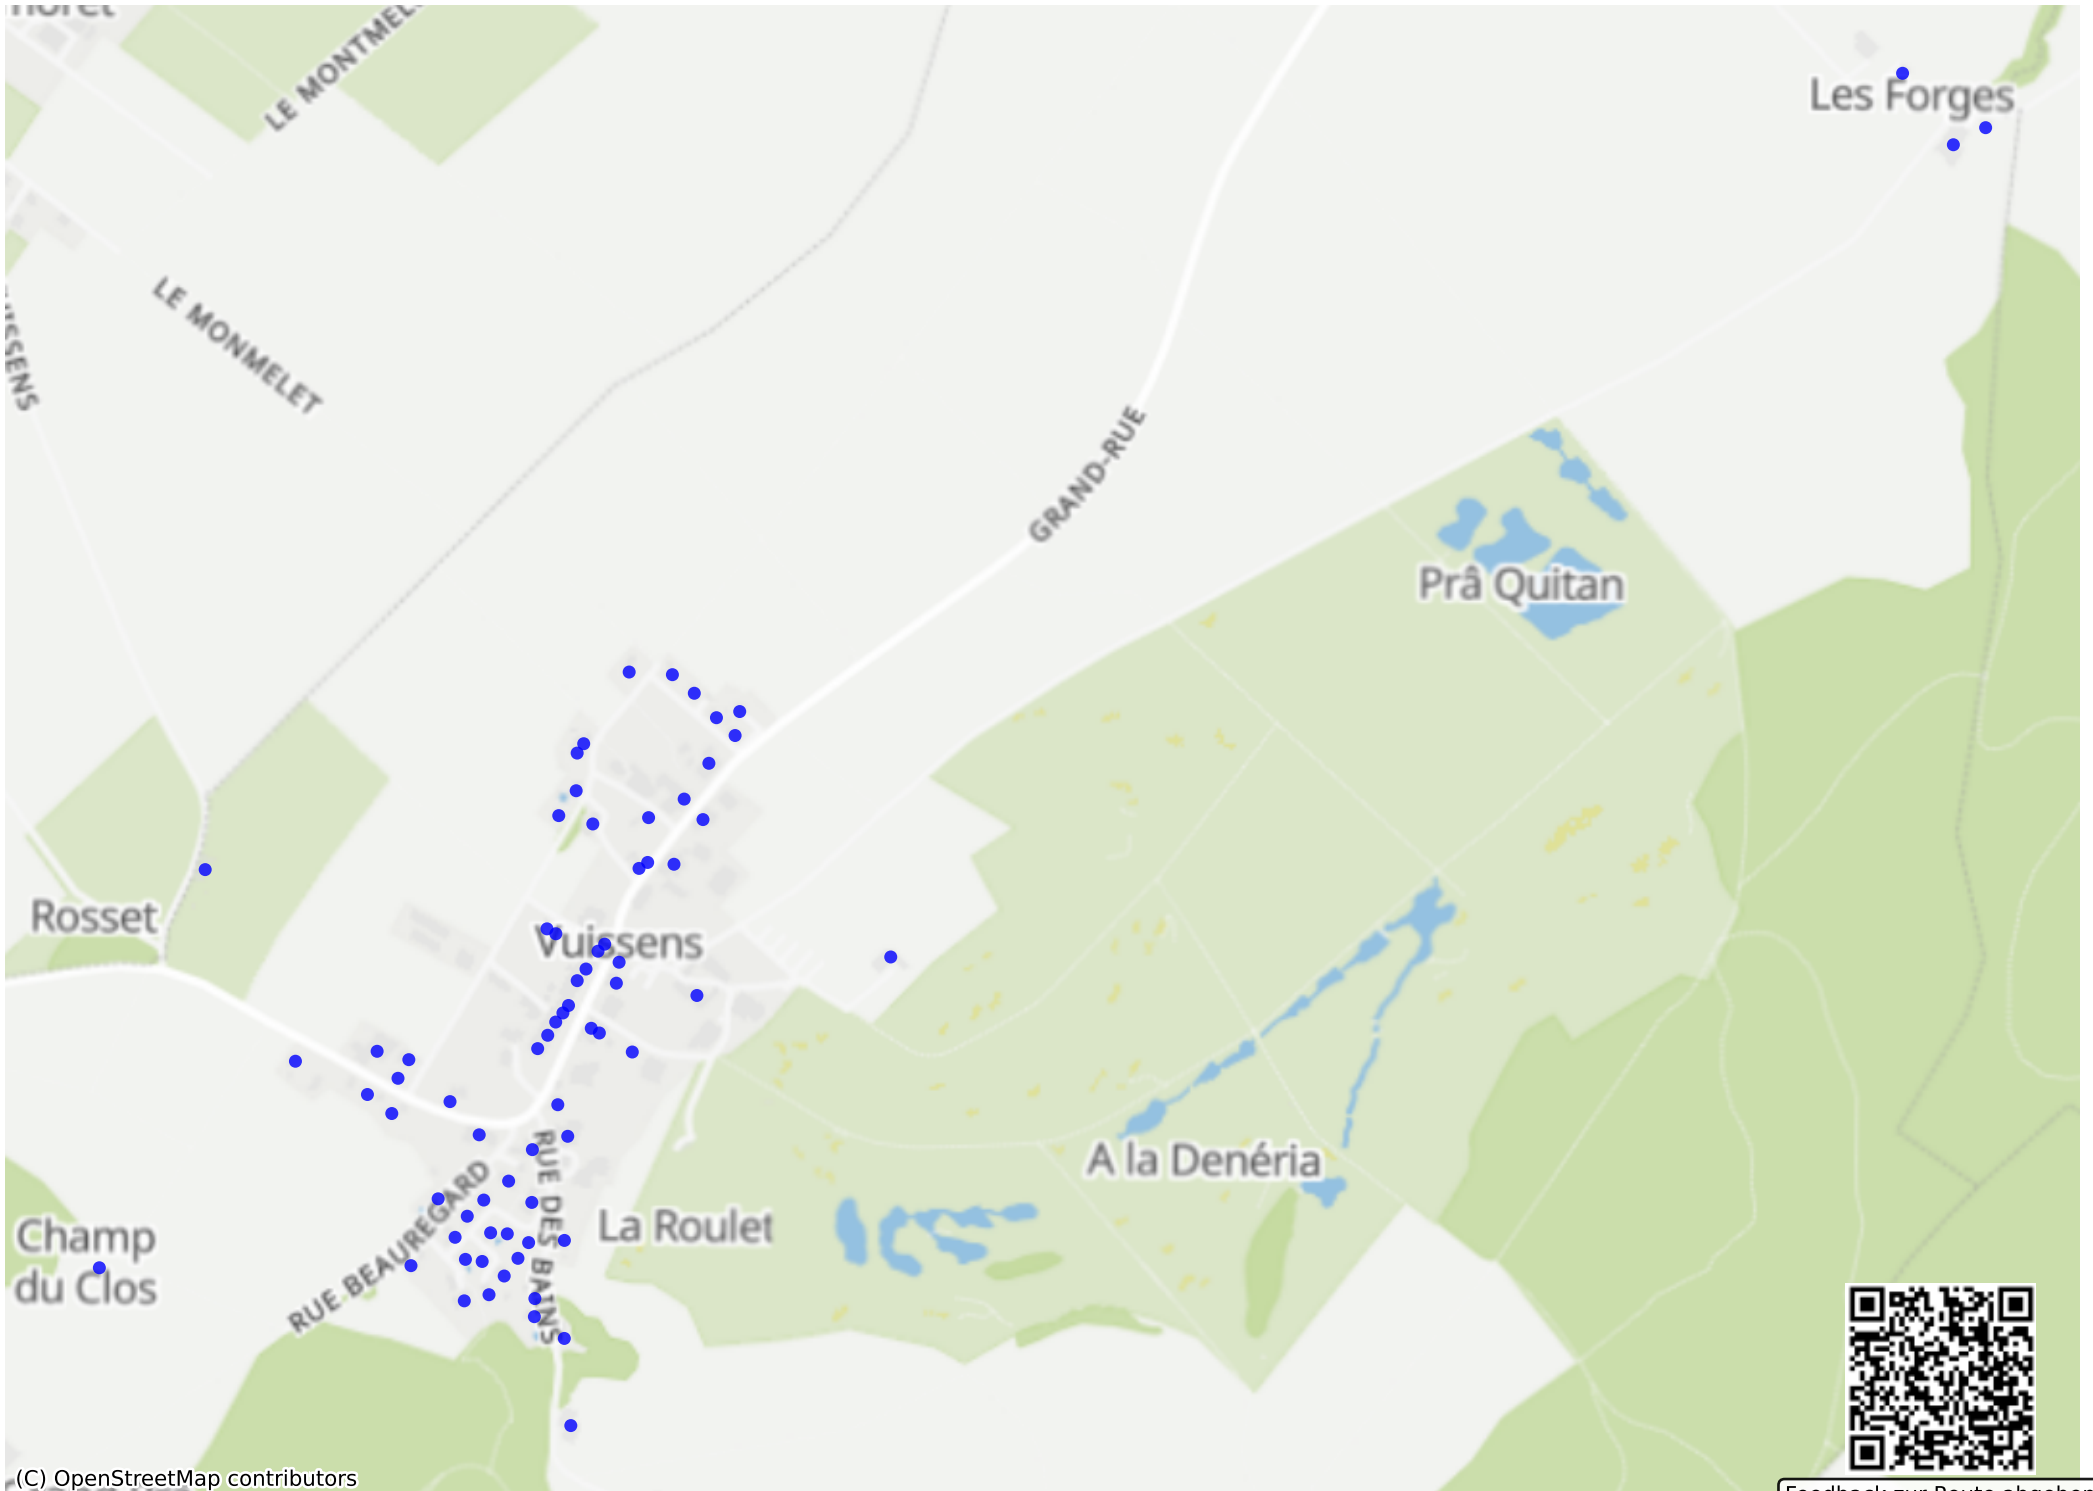 LE MONTMEL
Les Forges
LE MONMELET
GRAND-RUE
Prâ Quitan
Rosset
Vuissens
A la Denéria
RUE DES BAINS
RUE BEAUREGARD
La Roulet
Champ
du Clos
(C) OpenStreetMap contributors